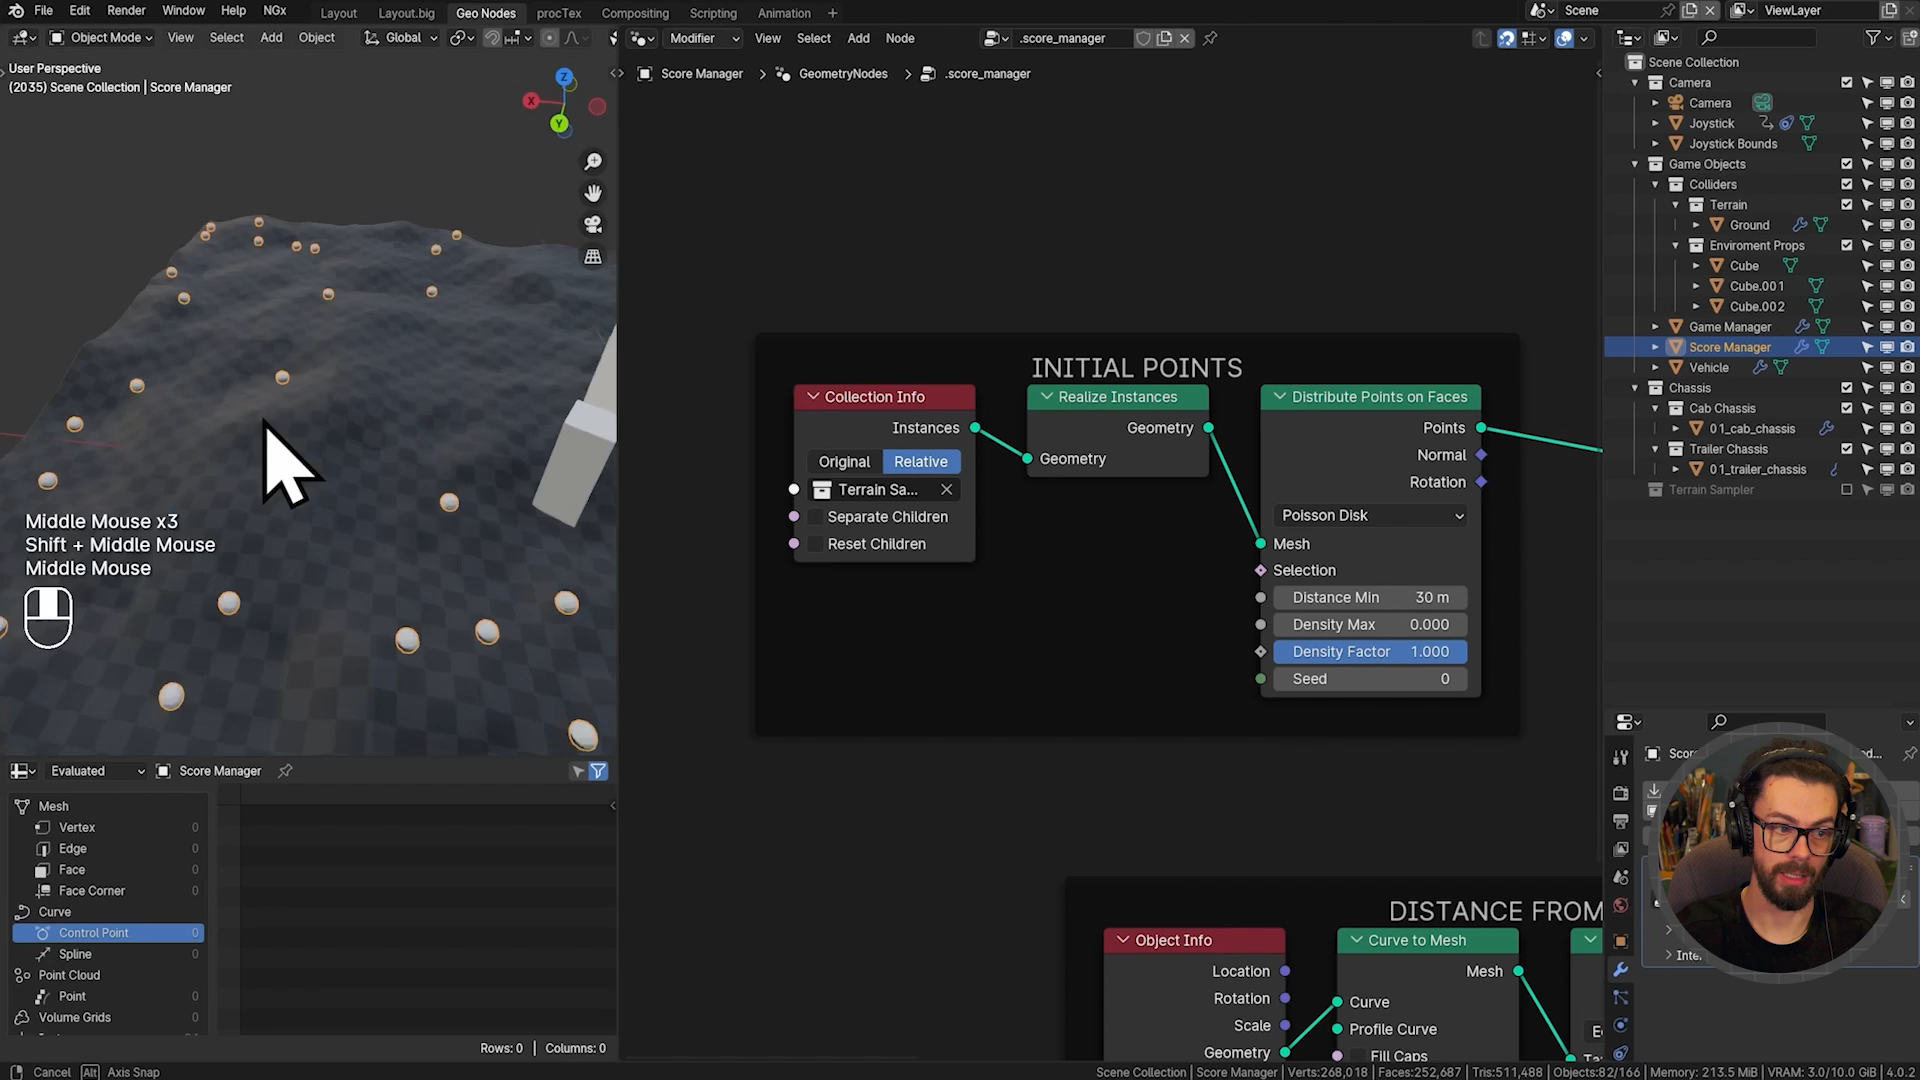 File Edit Render Window Help NGx Layout Layout.big Geo Nodes procTex Compositing Scripting Animation + Scene ViewLayer
Object Mode View Select Add Object Global Modifier View Select Add Node .score_manager
User Perspective
(2035) Scene Collection | Score Manager
Score Manager > GeometryNodes > .score_manager
Z
X
Y
INITIAL POINTS
Collection Info
Instances
Original Relative
Terrain Sa...
Separate Children
Reset Children
Realize Instances
Geometry
Geometry
Distribute Points on Faces
Points
Normal
Rotation
Poisson Disk
Mesh
Selection
Distance Min 30 m
Density Max 0.000
Density Factor 1.000
Seed 0
Middle Mouse x3
Shift + Middle Mouse
Middle Mouse
DISTANCE FROM
Object Info
Location
Rotation
Scale
Geometry
Curve to Mesh
Mesh
Curve
Profile Curve
Fill Caps
Evaluated Score Manager
Mesh
Vertex 0
Edge 0
Face 0
Face Corner 0
Curve
Control Point 0
Spline 0
Point Cloud
Point 0
Volume Grids 0
Rows: 0 | Columns: 0
Scene Collection
Camera
Camera
Joystick
Joystick Bounds
Game Objects
Colliders
Terrain
Ground
Enviroment Props
Cube
Cube.001
Cube.002
Game Manager
Score Manager
Vehicle
Chassis
Cab Chassis
01_cab_chassis
Trailer Chassis
01_trailer_chassis
Terrain Sampler
Cancel Alt Axis Snap
Scene Collection | Score Manager | Verts:268,018 | Faces:252,687 | Tris:511,488 | Objects:82/166 | Memory: 213.5 MiB | VRAM: 3.0/10.0 GiB | 4.0.2